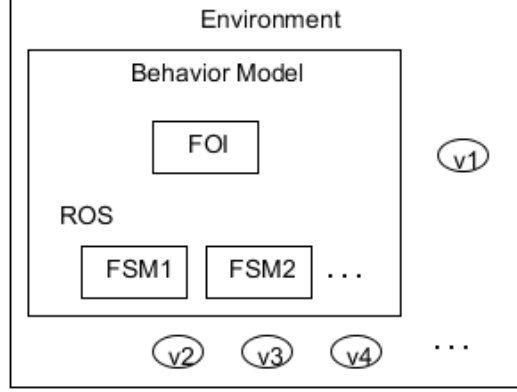 Environment
Behavior Model
FOI
v1
ROS
FSM1 FSM2 ...
v2 v3 v4 ...